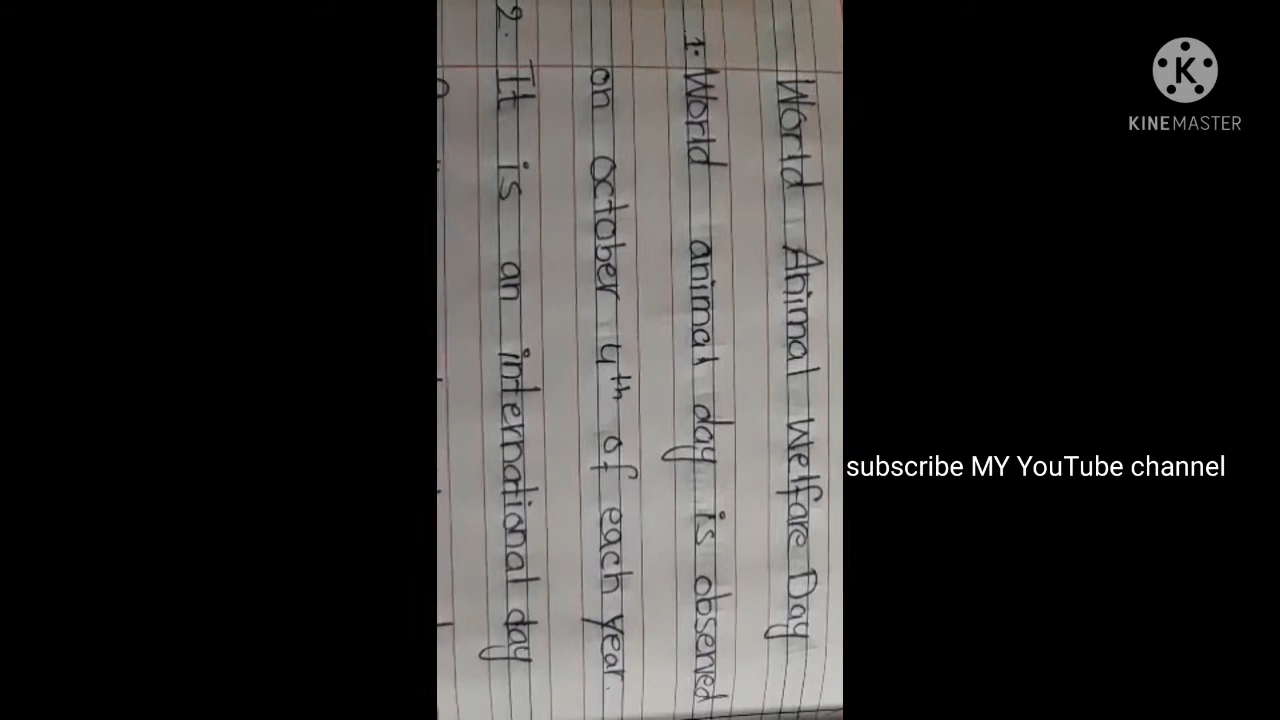 World Animal Welfare Day
1. World animal day is observed
on october 4th of each year.
2. It is an international day
KINEMASTER
subscribe MY YouTube channel